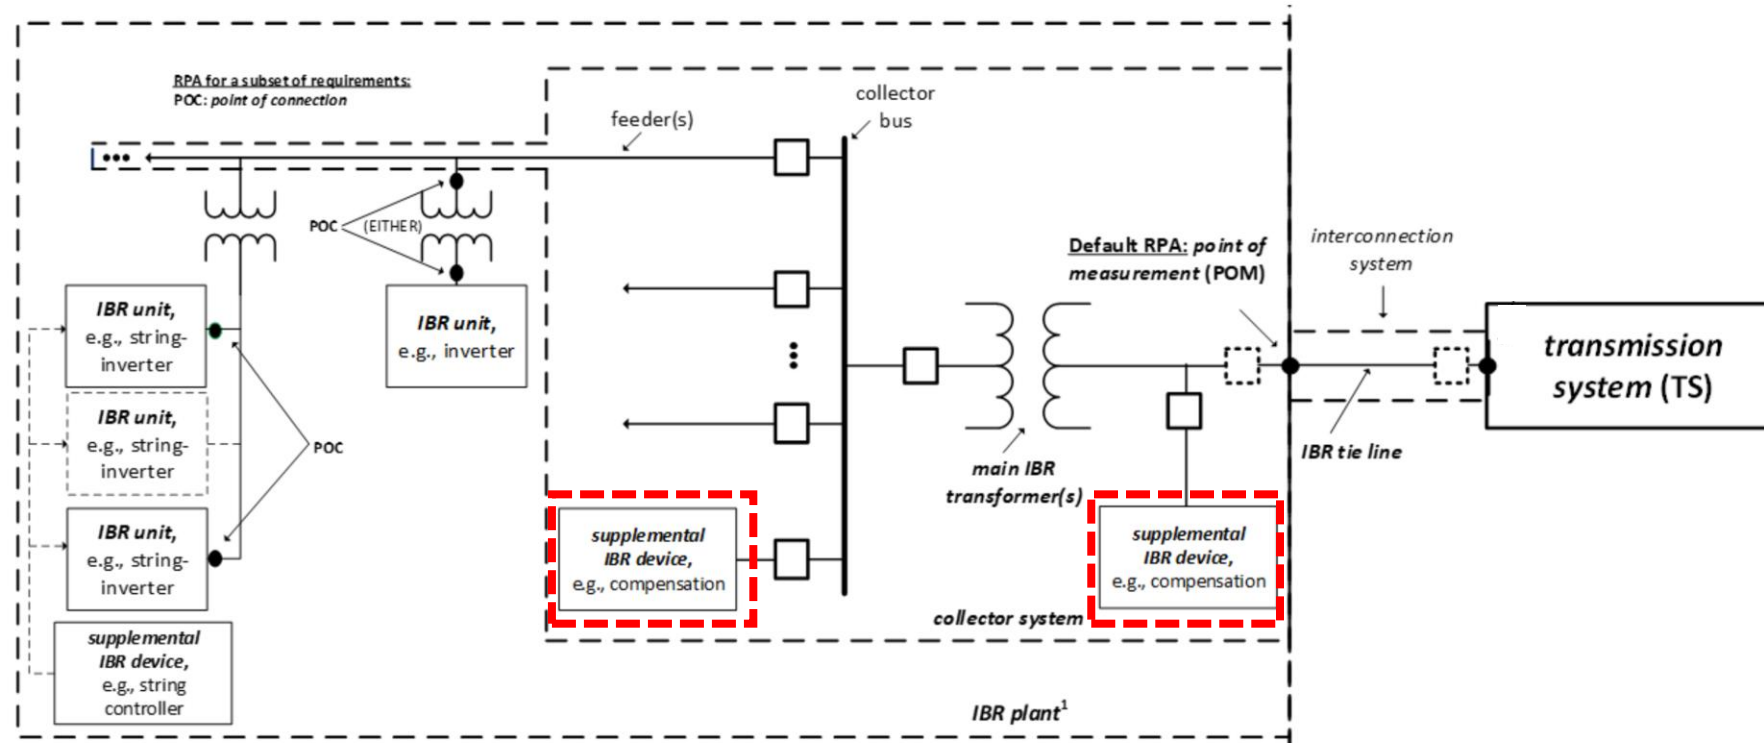 RPA for a subset of requirements:
POC: point of connection
feeder(s)
collector
bus
POC
(EITHER)
Default RPA: point of
measurement (POM)
interconnection
system
transmission
system (TS)
IBR tie line
IBR unit,
e.g., string-
inverter
IBR unit,
e.g., inverter
IBR unit,
e.g., string-
inverter
POC
IBR unit,
e.g., string-
inverter
supplemental
IBR device,
e.g., string
controller
main IBR
transformer(s)
supplemental
IBR device,
e.g., compensation
supplemental
IBR device,
e.g., compensation
collector system
IBR plant¹